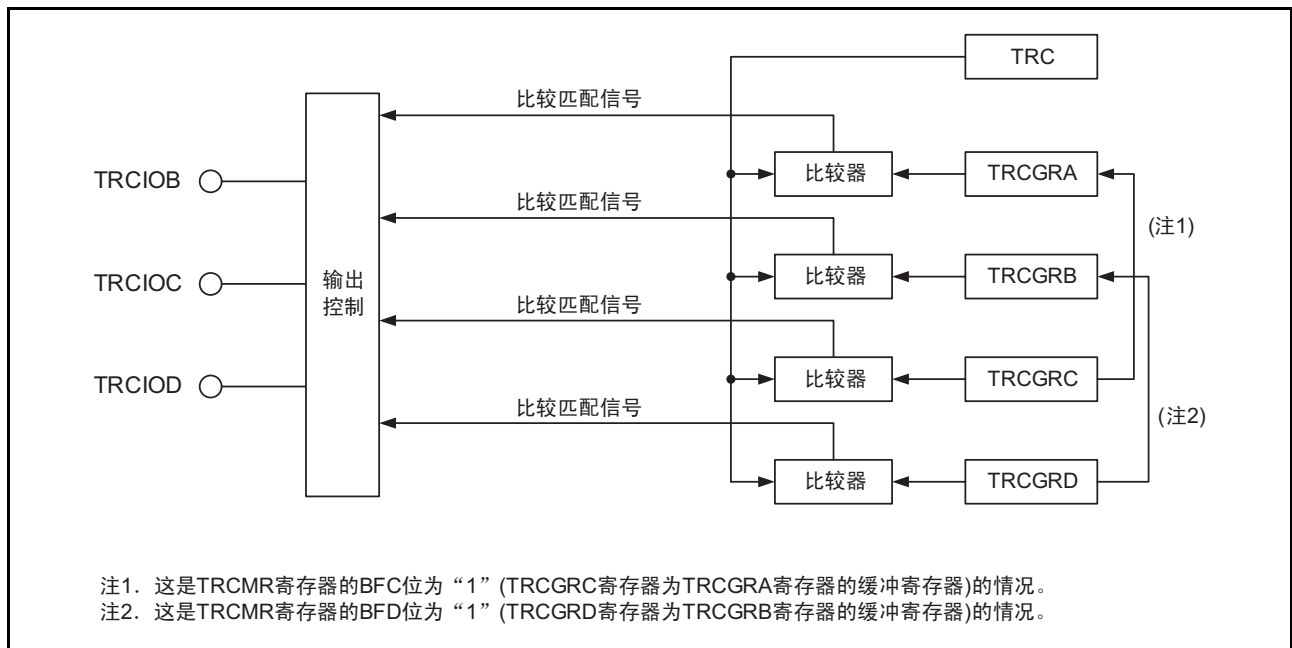 TRC
比较匹配信号
TRCIOB
比较器
TRCGRA
比较匹配信号
(注1)
TRCIOC
输出
控制
比较器
TRCGRB
比较匹配信号
TRCIOD
比较器
TRCGRC
比较匹配信号
(注2)
比较器
TRCGRD
注1. 这是TRCMR寄存器的BFC位为“1”(TRCGRC寄存器为TRCGRA寄存器的缓冲寄存器)的情况。
注2. 这是TRCMR寄存器的BFD位为“1”(TRCGRD寄存器为TRCGRB寄存器的缓冲寄存器)的情况。